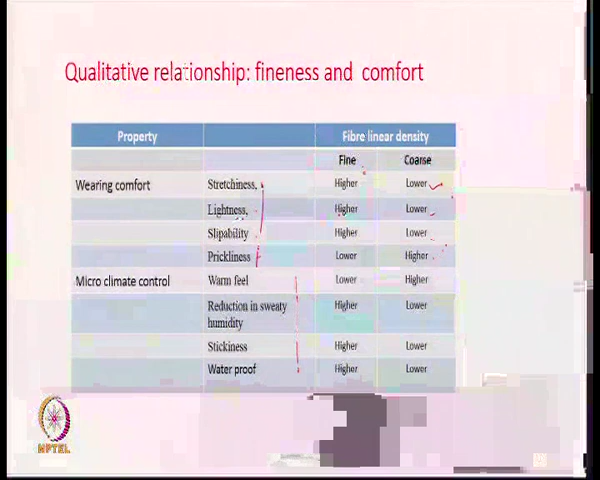 Qualitative relationship: fineness and comfort
Property Fibre linear density
Fine Coarse
Wearing comfort Stretchiness, Higher Lower
Lightness, Higher Lower
Slipability Higher Lower
Prickliness Lower Higher
Micro climate control Warm feel Lower Higher
Reduction in sweaty Higher Lower
humidity
Stickiness Higher Lower
Water proof Higher Lower
NPTEL